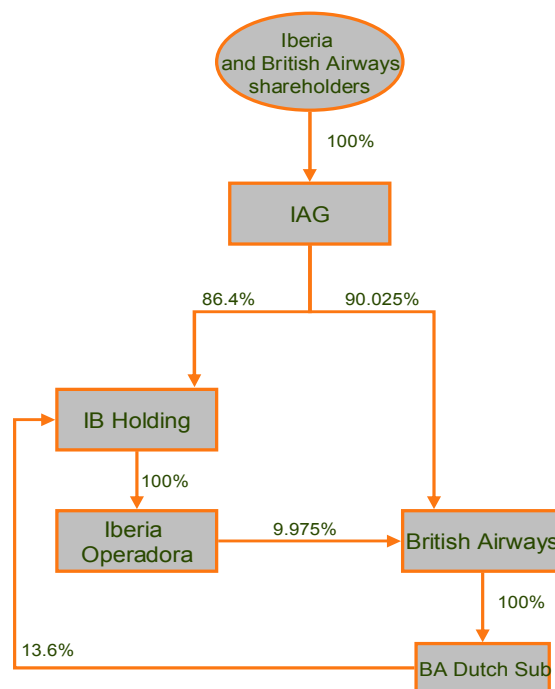 Iberia
and British Airways
shareholders
100%
IAG
86.4%
90.025%
IB Holding
100%
Iberia
Operadora
9.975%
British Airways
100%
13.6%
BA Dutch Sub